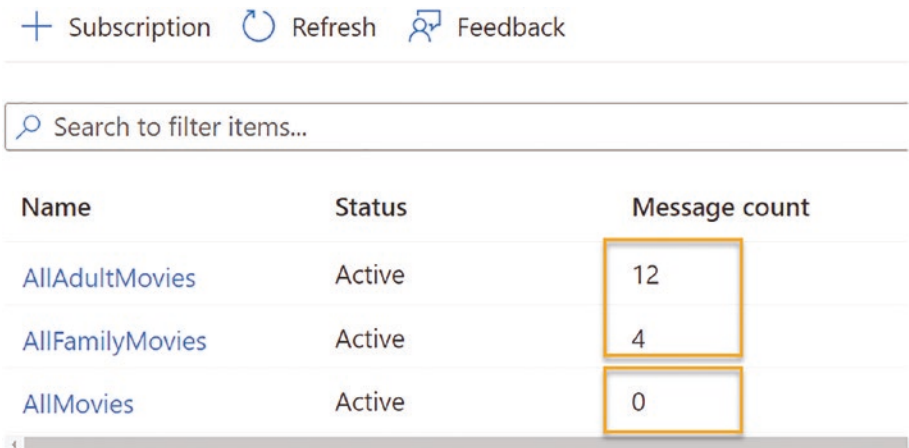 Subscription Refresh Feedback
Search to filter items...
Name Status Message count
AllAdultMovies Active 12
AllFamilyMovies Active 4
AllMovies Active 0